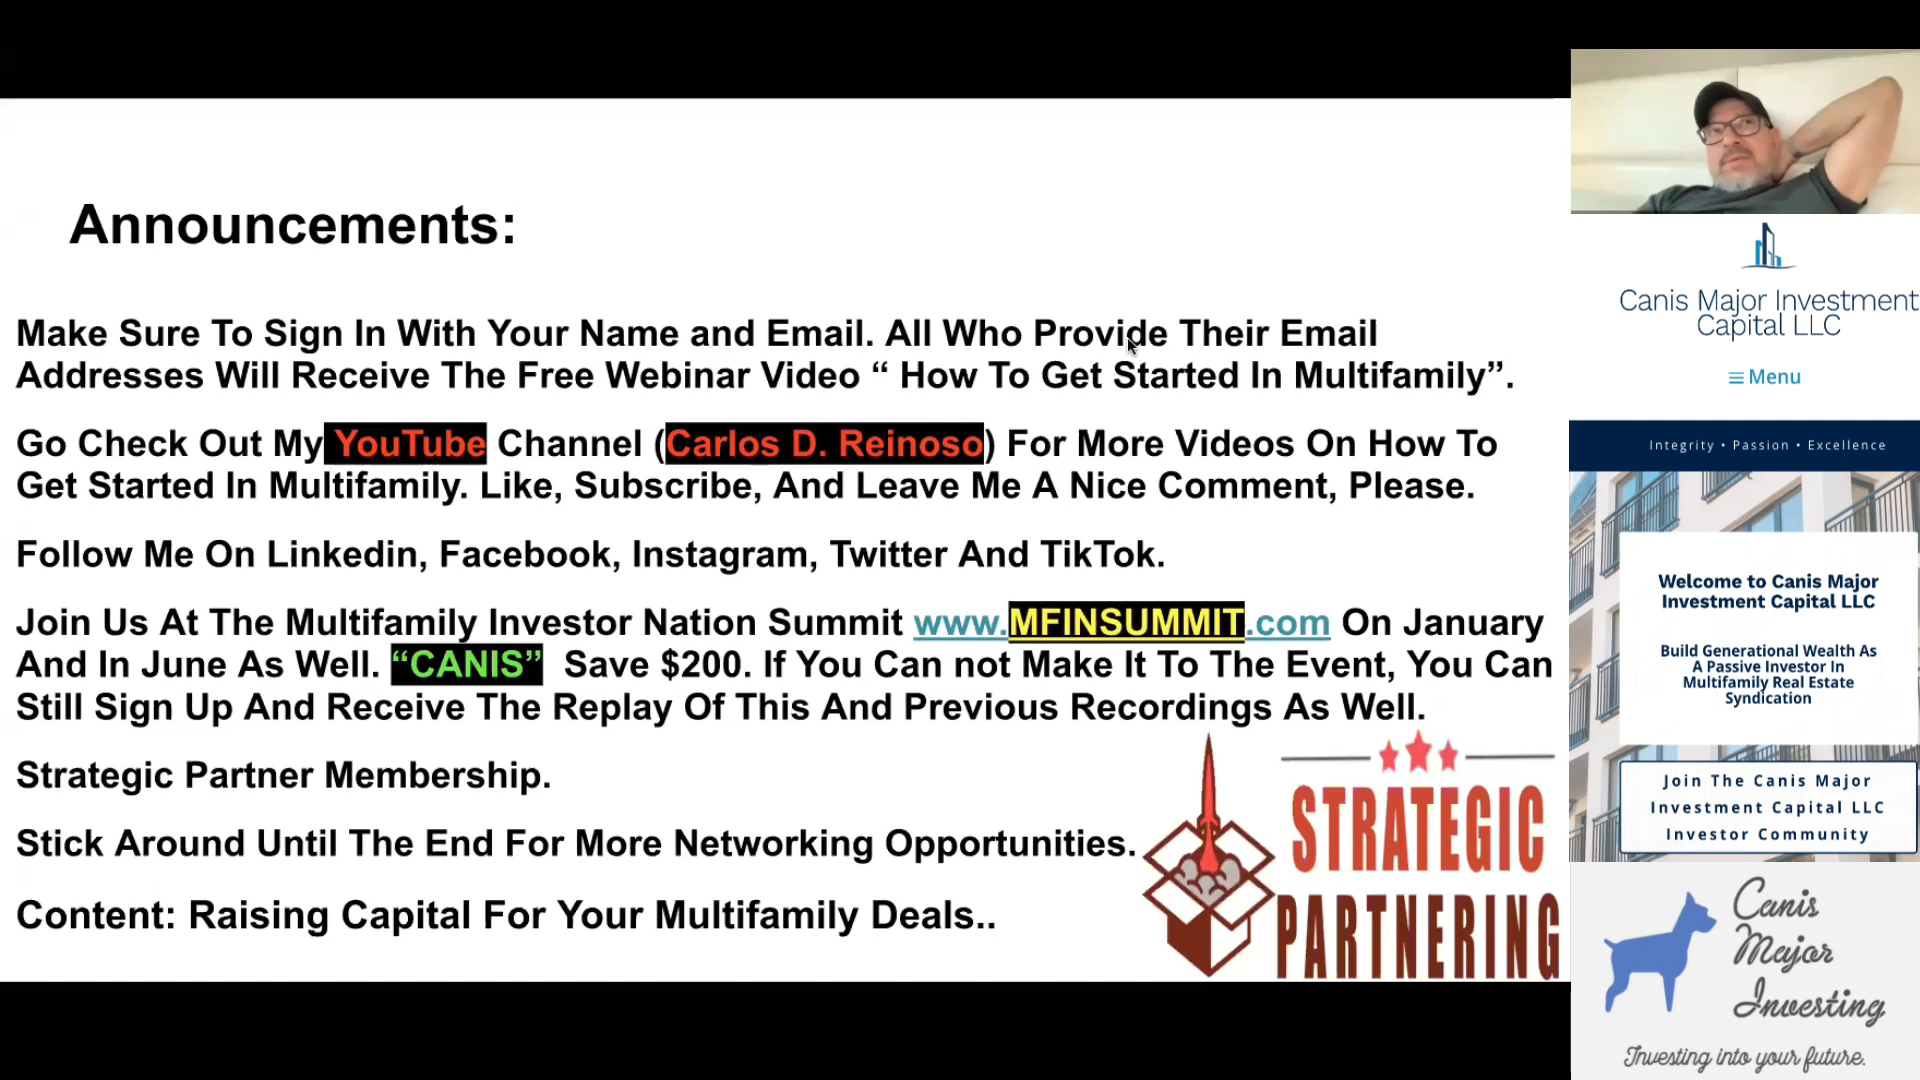 Announcements:
Make Sure To Sign In With Your Name and Email. All Who Provide Their Email
Addresses Will Receive The Free Webinar Video “ How To Get Started In Multifamily”.
Go Check Out My YouTube Channel (Carlos D. Reinoso) For More Videos On How To
Get Started In Multifamily. Like, Subscribe, And Leave Me A Nice Comment, Please.
Follow Me On Linkedin, Facebook, Instagram, Twitter And TikTok.
Join Us At The Multifamily Investor Nation Summit www.MFINSUMMIT.com On January
And In June As Well. “CANIS” Save $200. If You Can not Make It To The Event, You Can
Still Sign Up And Receive The Replay Of This And Previous Recordings As Well.
Strategic Partner Membership.
Stick Around Until The End For More Networking Opportunities.
Content: Raising Capital For Your Multifamily Deals..
STRATEGIC
PARTNERING
Canis Major Investment
Capital LLC
Menu
Integrity • Passion • Excellence
Welcome to Canis Major
Investment Capital LLC
Build Generational Wealth As
A Passive Investor In
Multifamily Real Estate
Syndication
Join The Canis Major
Investment Capital LLC
Investor Community
Canis
Major
Investing
Investing into your future.